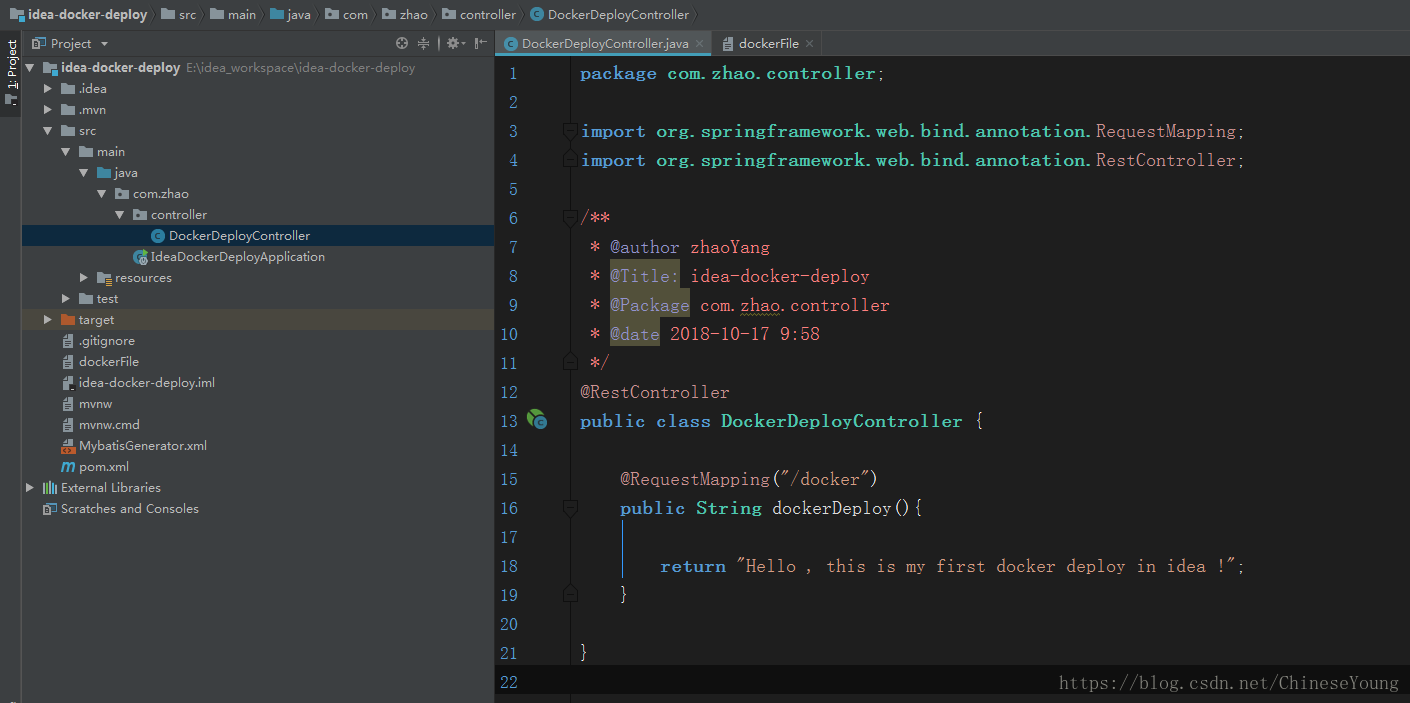 idea-docker-deploy src main java com zhao controller DockerDeployController
1: Project
Project
DockerDeployController.java dockerFile
idea-docker-deploy E:\idea_workspace\idea-docker-deploy
.idea
.mvn
src
main
java
com.zhao
controller
DockerDeployController
IdeaDockerDeployApplication
resources
test
target
.gitignore
dockerFile
idea-docker-deploy.iml
mvnw
mvnw.cmd
MybatisGenerator.xml
pom.xml
External Libraries
Scratches and Consoles
1 package com.zhao.controller;
2
3 import org.springframework.web.bind.annotation.RequestMapping;
4 import org.springframework.web.bind.annotation.RestController;
5
6 /**
7 * @author zhaoYang
8 * @Title: idea-docker-deploy
9 * @Package com.zhao.controller
10 * @date 2018-10-17 9:58
11 */
12 @RestController
13 public class DockerDeployController {
14
15 @RequestMapping("/docker")
16 public String dockerDeploy(){
17
18 return "Hello , this is my first docker deploy in idea !";
19 }
20
21 }
22
https://blog.csdn.net/ChineseYoung